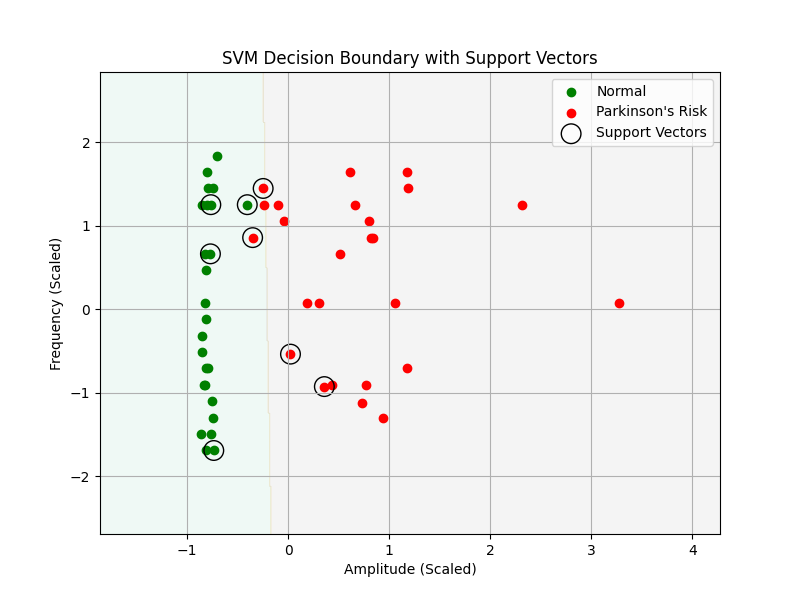 SVM Decision Boundary with Support Vectors
Normal
Parkinson's Risk
Support Vectors
Frequency (Scaled)
2
1
0
−1
−2
−1 0 1 2 3 4
Amplitude (Scaled)